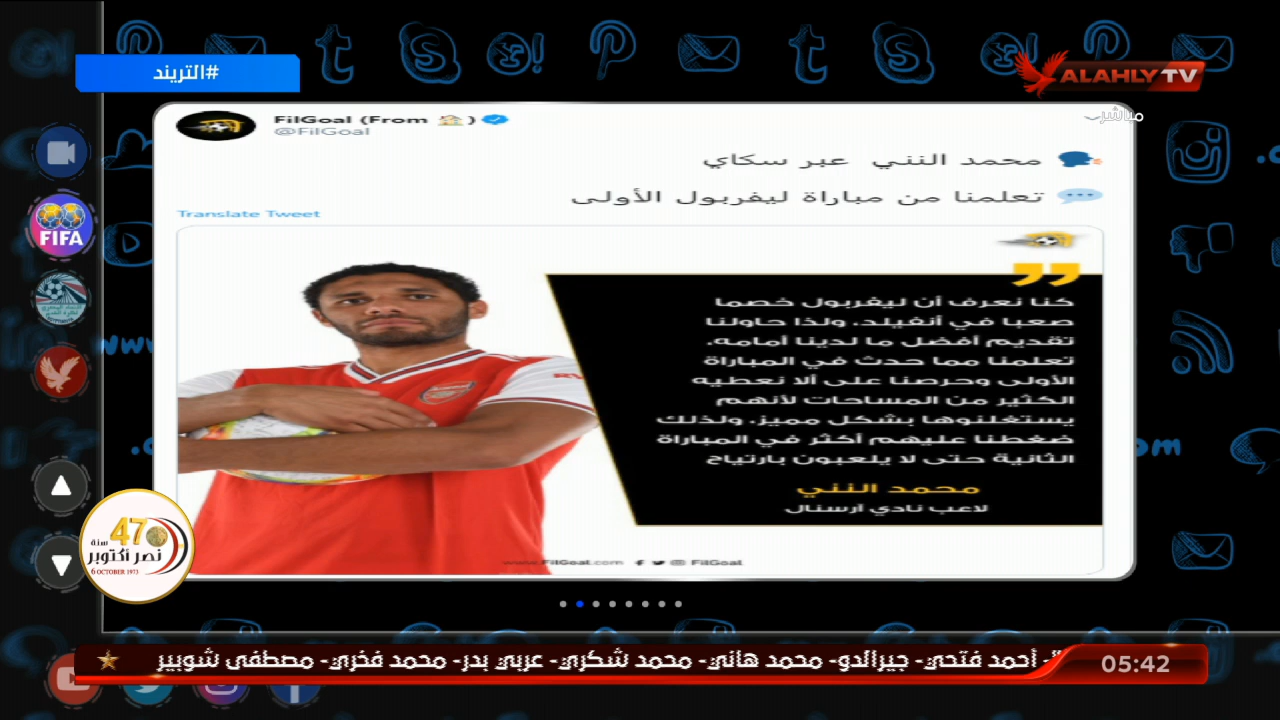 #التريند
ALAHLY TV
مباشر
FilGoal (From 🏠)
@FilGoal
🗣 محمد النني عبر سكاي
💬 تعلمنا من مباراة ليفربول الأولى
Translate Tweet
كنا نعرف أن ليفربول خصما
صعبا في أنفيلد، ولذا حاولنا
تقديم أفضل ما لدينا أمامه.
تعلمنا مما حدث في المباراة
الأولى وحرصنا على ألا نعطيه
الكثير من المساحات لأنهم
يستغلنوها بشكل مميز، ولذلك
ضغطنا عليهم أكثر في المباراة
الثانية حتى لا يلعبون بارتياح
محمد النني
لاعب نادي آرسنال
www.FilGoal.com
FilGoal
FIFA
47 سنة
نصر أكتوبر
6 OCTOBER 1973
- أحمد فتحي- جيرالدو- محمد هاني- محمد شكري- عربي بدر- محمد فخري- مصطفى شوبير
05:42